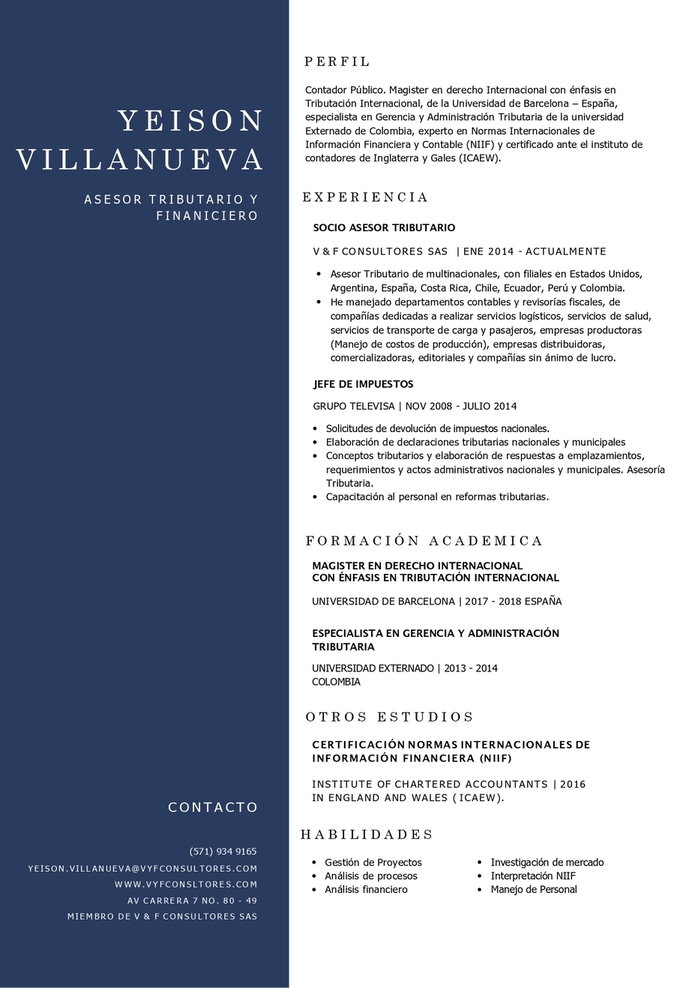 YEISON
VILLANUEVA
ASESOR TRIBUTARIO Y
FINANICIERO
CONTACTO
(571) 934 9165
YEISON.VILLANUEVA@VYFCONSULTORES.COM
WWW.VYFCONSLTORES.COM
AV CARRERA 7 NO. 80 - 49
MIEMBRO DE V & F CONSULTORES SAS
PERFIL
Contador Público. Magister en derecho Internacional con énfasis en
Tributación Internacional, de la Universidad de Barcelona – España,
especialista en Gerencia y Administración Tributaria de la universidad
Externado de Colombia, experto en Normas Internacionales de
Información Financiera y Contable (NIIF) y certificado ante el instituto de
contadores de Inglaterra y Gales (ICAEW).
EXPERIENCIA
SOCIO ASESOR TRIBUTARIO
V & F CONSULTORES SAS | ENE 2014 - ACTUALMENTE
• Asesor Tributario de multinacionales, con filiales en Estados Unidos,
Argentina, España, Costa Rica, Chile, Ecuador, Perú y Colombia.
• He manejado departamentos contables y revisorías fiscales, de
compañías dedicadas a realizar servicios logísticos, servicios de salud,
servicios de transporte de carga y pasajeros, empresas productoras
(Manejo de costos de producción), empresas distribuidoras,
comercializadoras, editoriales y compañías sin ánimo de lucro.
JEFE DE IMPUESTOS
GRUPO TELEVISA | NOV 2008 - JULIO 2014
• Solicitudes de devolución de impuestos nacionales.
• Elaboración de declaraciones tributarias nacionales y municipales
• Conceptos tributarios y elaboración de respuestas a emplazamientos,
requerimientos y actos administrativos nacionales y municipales. Asesoría
Tributaria.
• Capacitación al personal en reformas tributarias.
FORMACIÓN ACADEMICA
MAGISTER EN DERECHO INTERNACIONAL
CON ÉNFASIS EN TRIBUTACIÓN INTERNACIONAL
UNIVERSIDAD DE BARCELONA | 2017 - 2018 ESPAÑA
ESPECIALISTA EN GERENCIA Y ADMINISTRACIÓN
TRIBUTARIA
UNIVERSIDAD EXTERNADO | 2013 - 2014
COLOMBIA
OTROS ESTUDIOS
CERTIFICACIÓN NORMAS INTERNACIONALES DE
INFORMACIÓN FINANCIERA (NIIF)
INSTITUTE OF CHARTERED ACCOUNTANTS | 2016
IN ENGLAND AND WALES ( ICAEW).
HABILIDADES
• Gestión de Proyectos
• Análisis de procesos
• Análisis financiero
• Investigación de mercado
• Interpretación NIIF
• Manejo de Personal